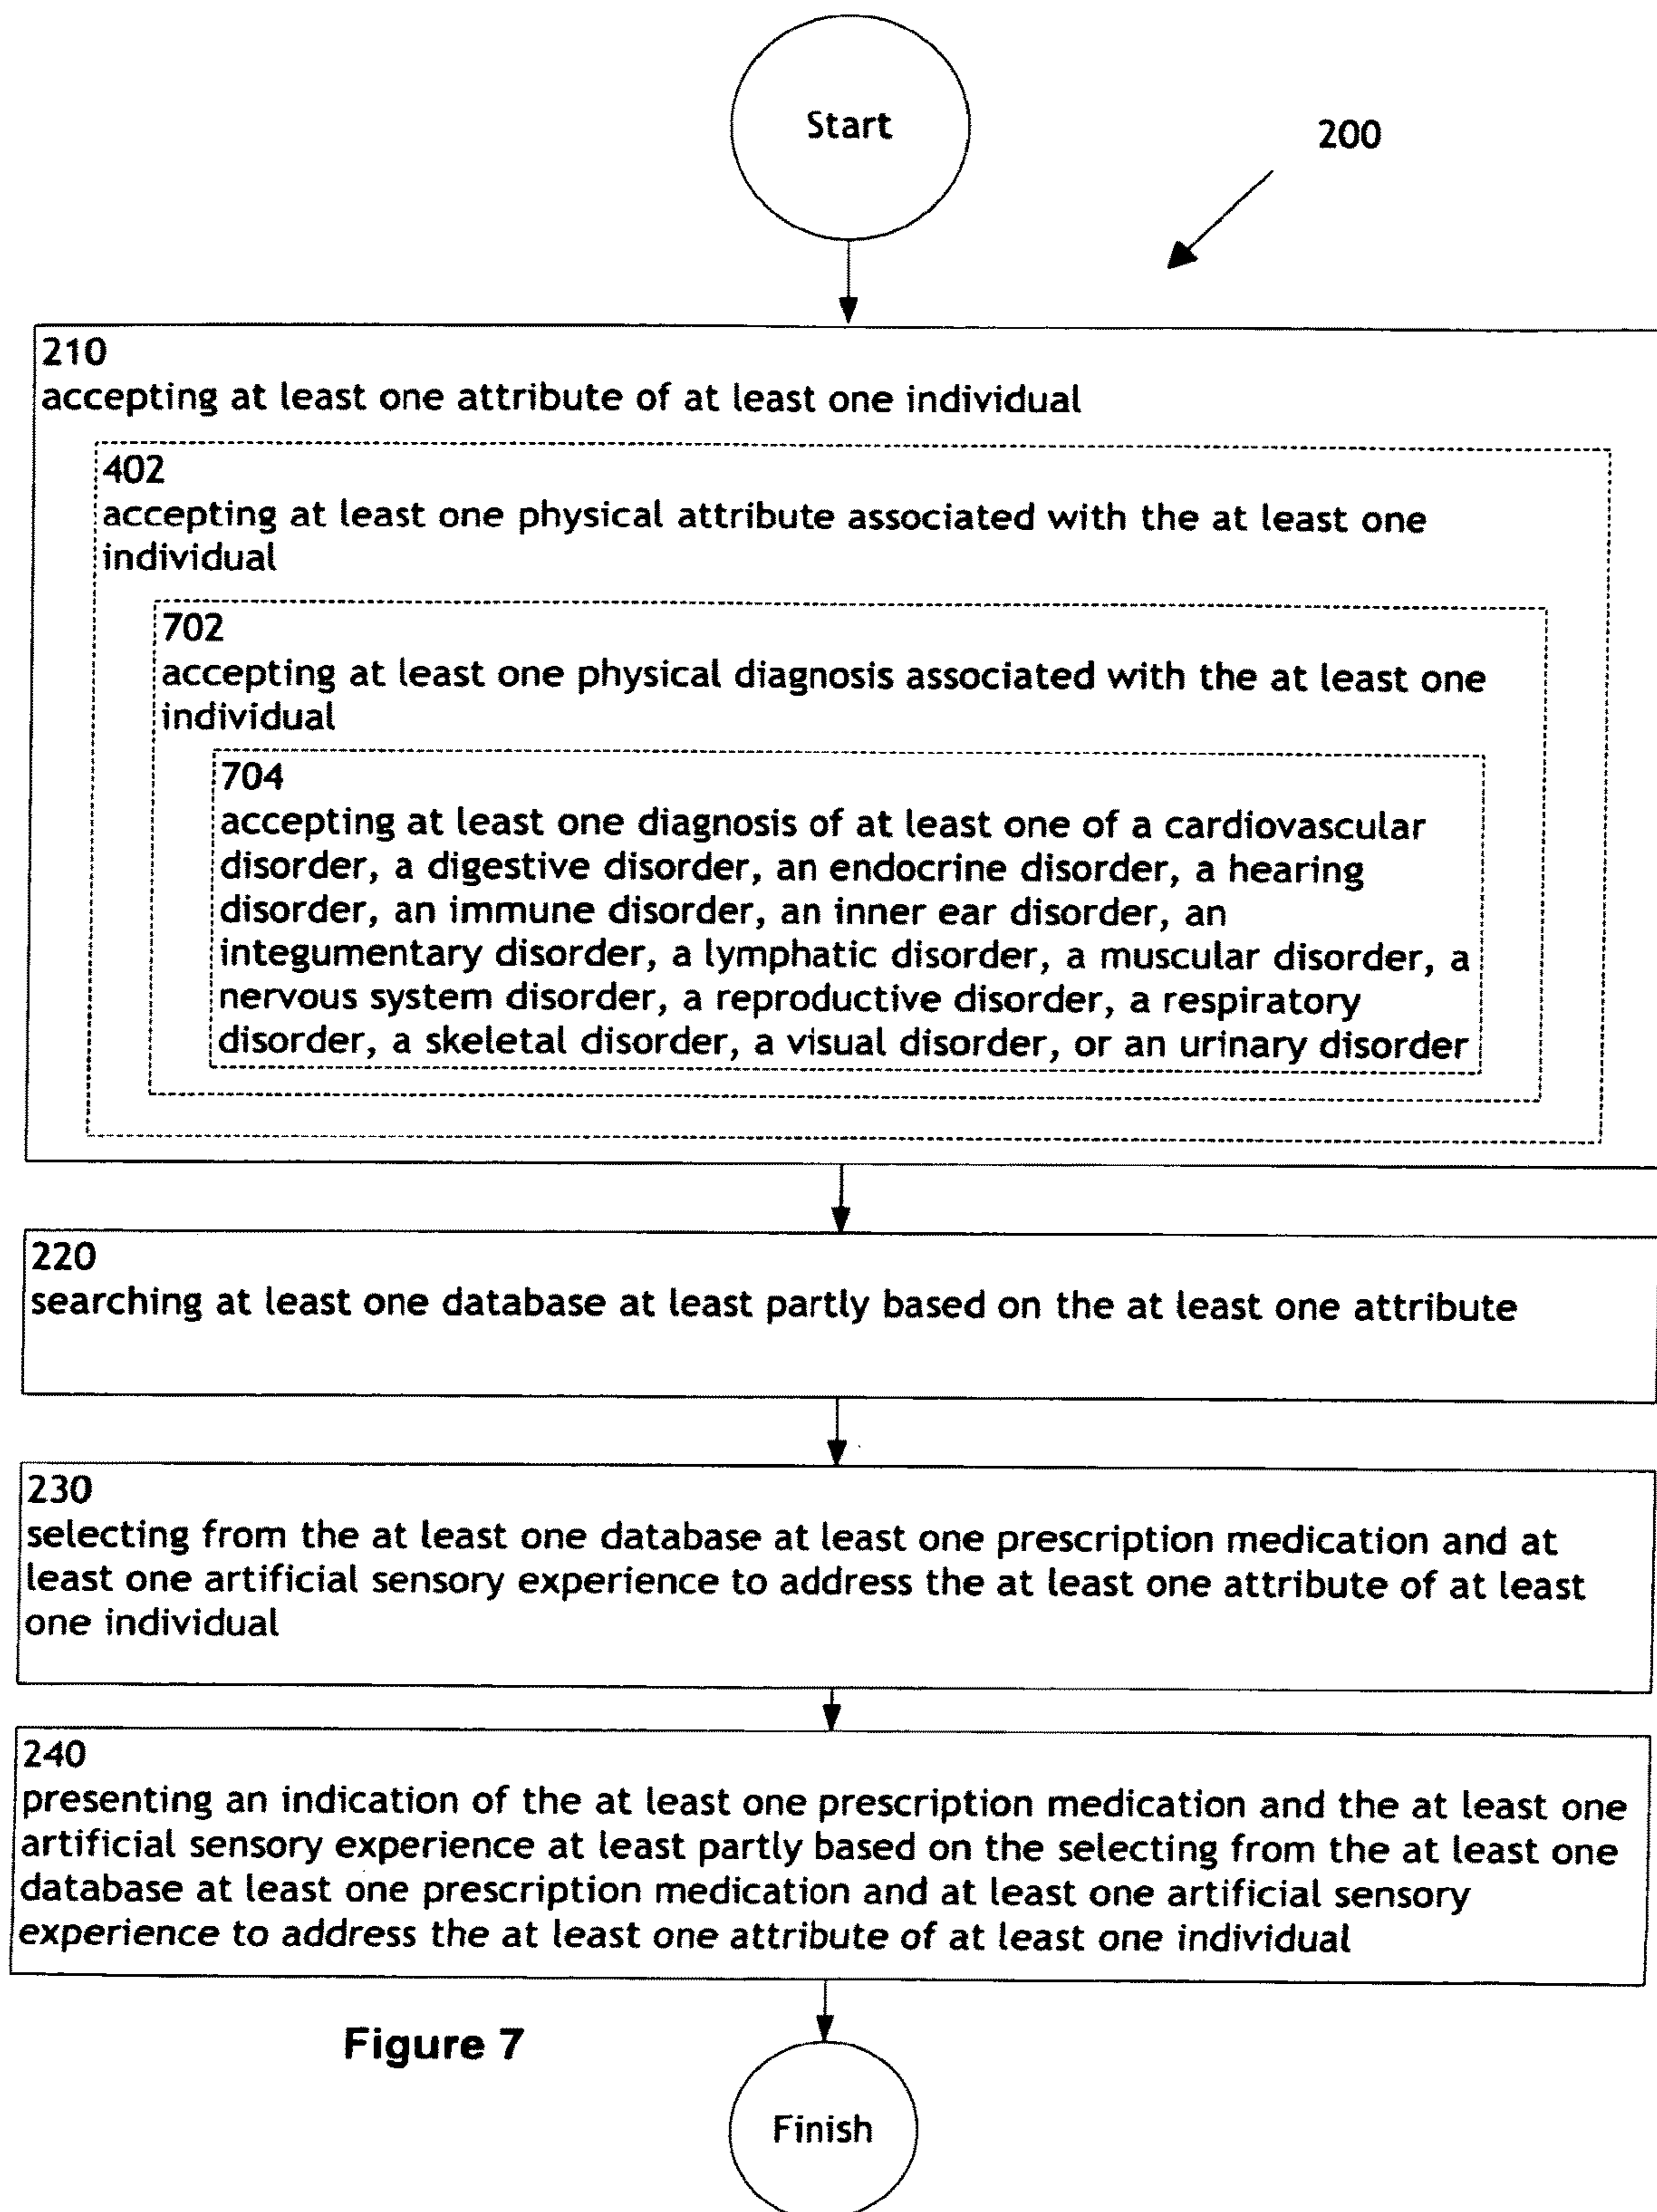 Start
200
210
accepting at least one attribute of at least one individual
402
accepting at least one physical attribute associated with the at least one
individual
702
accepting at least one physical diagnosis associated with the at least one
individual
704
accepting at least one diagnosis of at least one of a cardiovascular
disorder, a digestive disorder, an endocrine disorder, a hearing
disorder, an immune disorder, an inner ear disorder, an
integumentary disorder, a lymphatic disorder, a muscular disorder, a
nervous system disorder, a reproductive disorder, a respiratory
disorder, a skeletal disorder, a visual disorder, or an urinary disorder
220
searching at least one database at least partly based on the at least one attribute
230
selecting from the at least one database at least one prescription medication and at
least one artificial sensory experience to address the at least one attribute of at least
one individual
240
presenting an indication of the at least one prescription medication and the at least one
artificial sensory experience at least partly based on the selecting from the at least one
database at least one prescription medication and at least one artificial sensory
experience to address the at least one attribute of at least one individual
Figure 7
Finish